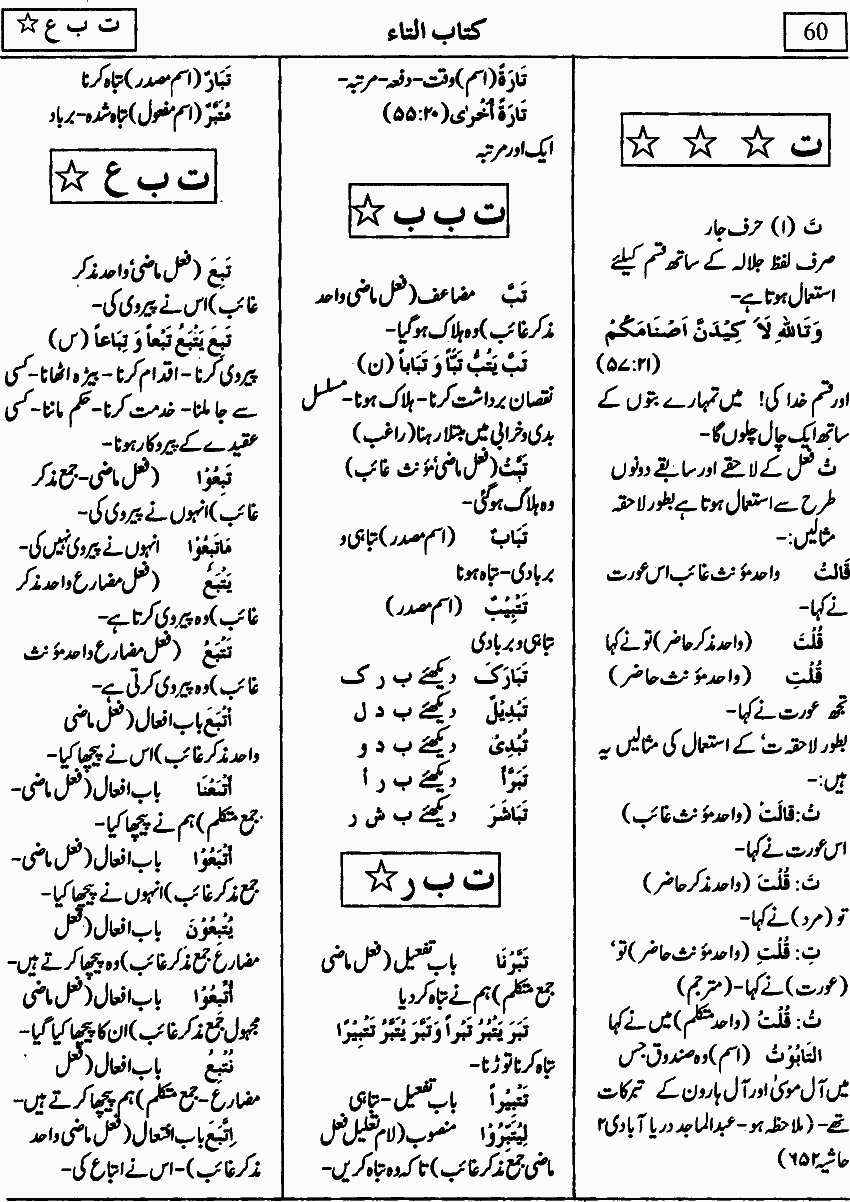 60
کتاب التاء
ت ب ع ☆
ت ☆ ☆ ☆
تَ (۱) حرف جار
صرف لفظ جلالہ کے ساتھ قسم کیلئے
استعمال ہوتا ہے-
وَتَاللهِ لَاَ كِيْدَنَّ اَصْنَامَكُمْ
(۵۷:۲۱)
اور قسم خدا کی! میں تمہارے بتوں کے
ساتھ ایک چال چلوں گا-
تُ فعل کے لاحقے اور سابقے دونوں
طرح سے استعمال ہوتا ہے بطور لاحقہ
مثالیں:-
قَالَتْ واحد مؤنث غائب اس عورت
نے کہا-
قُلْتَ (واحد مذکر حاضر) تو نے کہا
قُلْتِ (واحد مؤنث حاضر)
تجھ عورت نے کہا-
بطور لاحقہ تْ کے استعمال کی مثالیں یہ
ہیں:-
تْ: قالَتْ (واحد مؤنث غائب)
اس عورت نے کہا-
تَ: قُلْتَ (واحد مذکر حاضر)
تو (مرد) نے کہا-
تِ: قُلْتِ (واحد مؤنث حاضر) تو
(عورت) نے کہا-(مترجم)
تُ: قُلْتُ (واحد متکلم) میں نے کہا
التَابُوْتُ (اسم) وہ صندوق جس
میں آل موسیٰ اور آل ہارون کے تبرکات
تھے-(ملاحظہ ہو-عبدالماجد دریا آبادی ۲
حاشیہ ۶۵۲)
تَارَةً (اسم) وقت-دفعہ-مرتبہ-
تَارَةً اُخْرٰى (۵۵:۲۰)
ایک اور مرتبہ
ت ب ب ☆
تَبَّ مضاعف (فعل ماضی واحد
مذکر غائب) وہ ہلاک ہو گیا-
تَبَّ يَتُبُّ تَبًّا وَ تَبَاباً (ن)
نقصان برداشت کرنا-ہلاک ہونا-مسلسل
بدی و خرابی میں مبتلا رہنا (راغب)
تَبَّتْ (فعل ماضی مؤنث غائب)
وہ ہلاک ہو گئی-
تَبَابٌ (اسم مصدر) تباہی و
بربادی-تباہ ہونا
تَتْبِيْبٌ (اسم مصدر)
تباہی و بربادی
تَبَارَكَ دیکھئے ب ر ک
تَبْدِيْلٌ دیکھئے ب د ل
تُبْدِىْ دیکھئے ب د و
تَبَرَّأَ دیکھئے ب ر أ
تَبَاشَرَ دیکھئے ب ش ر
ت ب ر ☆
تَبَّرْنَا باب تفعیل (فعل ماضی
جمع متکلم) ہم نے تباہ کر دیا
تَبَرَ يَتْبُرُ تَبْراً وَتَبَّرَ يَتَبَّرُ تَتْبِيْرًا
تباہ کرنا توڑنا-
تَتْبِيْراً باب تفعیل-تباہی
لِيُتَبِّرُوْا منصوب (لام تعلیل فعل
ماضی جمع مذکر غائب) تا کہ وہ تباہ کریں-
تَبَارٌ (اسم مصدر) تباہ کرنا
مُتَبَّرٌ (اسم مفعول) تباہ شدہ-برباد
ت ب ع ☆
تَبِعَ (فعل ماضی واحد مذکر
غائب) اس نے پیروی کی-
تَبِعَ يَتْبَعُ تَبْعاً وَ تِبَاعاً (س)
پیروی کرنا-اقدام کرنا-بیڑہ اٹھانا-کسی
سے جا ملنا-خدمت کرنا-حکم ماننا-کسی
عقیدے کے پیروکار ہونا-
تَبِعُوْا (فعل ماضی-جمع مذکر
غائب) انہوں نے پیروی کی-
مَاتَبِعُوْا انہوں نے پیروی نہیں کی-
يَتْبَعُ (فعل مضارع واحد مذکر
غائب) وہ پیروی کرتا ہے-
تَتْبَعُ (فعل مضارع واحد مؤنث
غائب) وہ پیروی کرتی ہے-
اَتْبَعَ باب افعال (فعل ماضی
واحد مذکر غائب) اس نے پیچھا کیا-
اَتْبَعْنَا باب افعال (فعل ماضی-
جمع متکلم) ہم نے پیچھا کیا-
اَتْبَعُوْا باب افعال (فعل ماضی-
جمع مذکر غائب) انہوں نے پیچھا کیا-
يُتْبِعُوْنَ باب افعال (فعل
مضارع جمع مذکر غائب) وہ پیچھا کرتے ہیں-
اُتْبِعُوْا باب افعال (فعل ماضی
مجہول جمع مذکر غائب) ان کا پیچھا کیا گیا-
نُتْبِعُ باب افعال (فعل
مضارع-جمع متکلم) ہم پیچھا کرتے ہیں-
اِتَّبَعَ باب افتعال (فعل ماضی واحد
مذکر غائب)-اس نے اتباع کی-